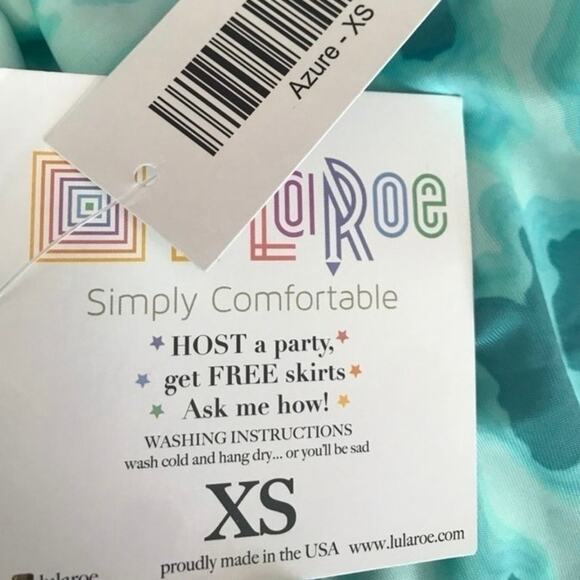 Azure - XS
LaRoe
Simply Comfortable
HOST a party,
get FREE skirts
Ask me how!
WASHING INSTRUCTIONS
wash cold and hang dry... or you'll be sad
XS
proudly made in the USA www.lularoe.com
lularoe